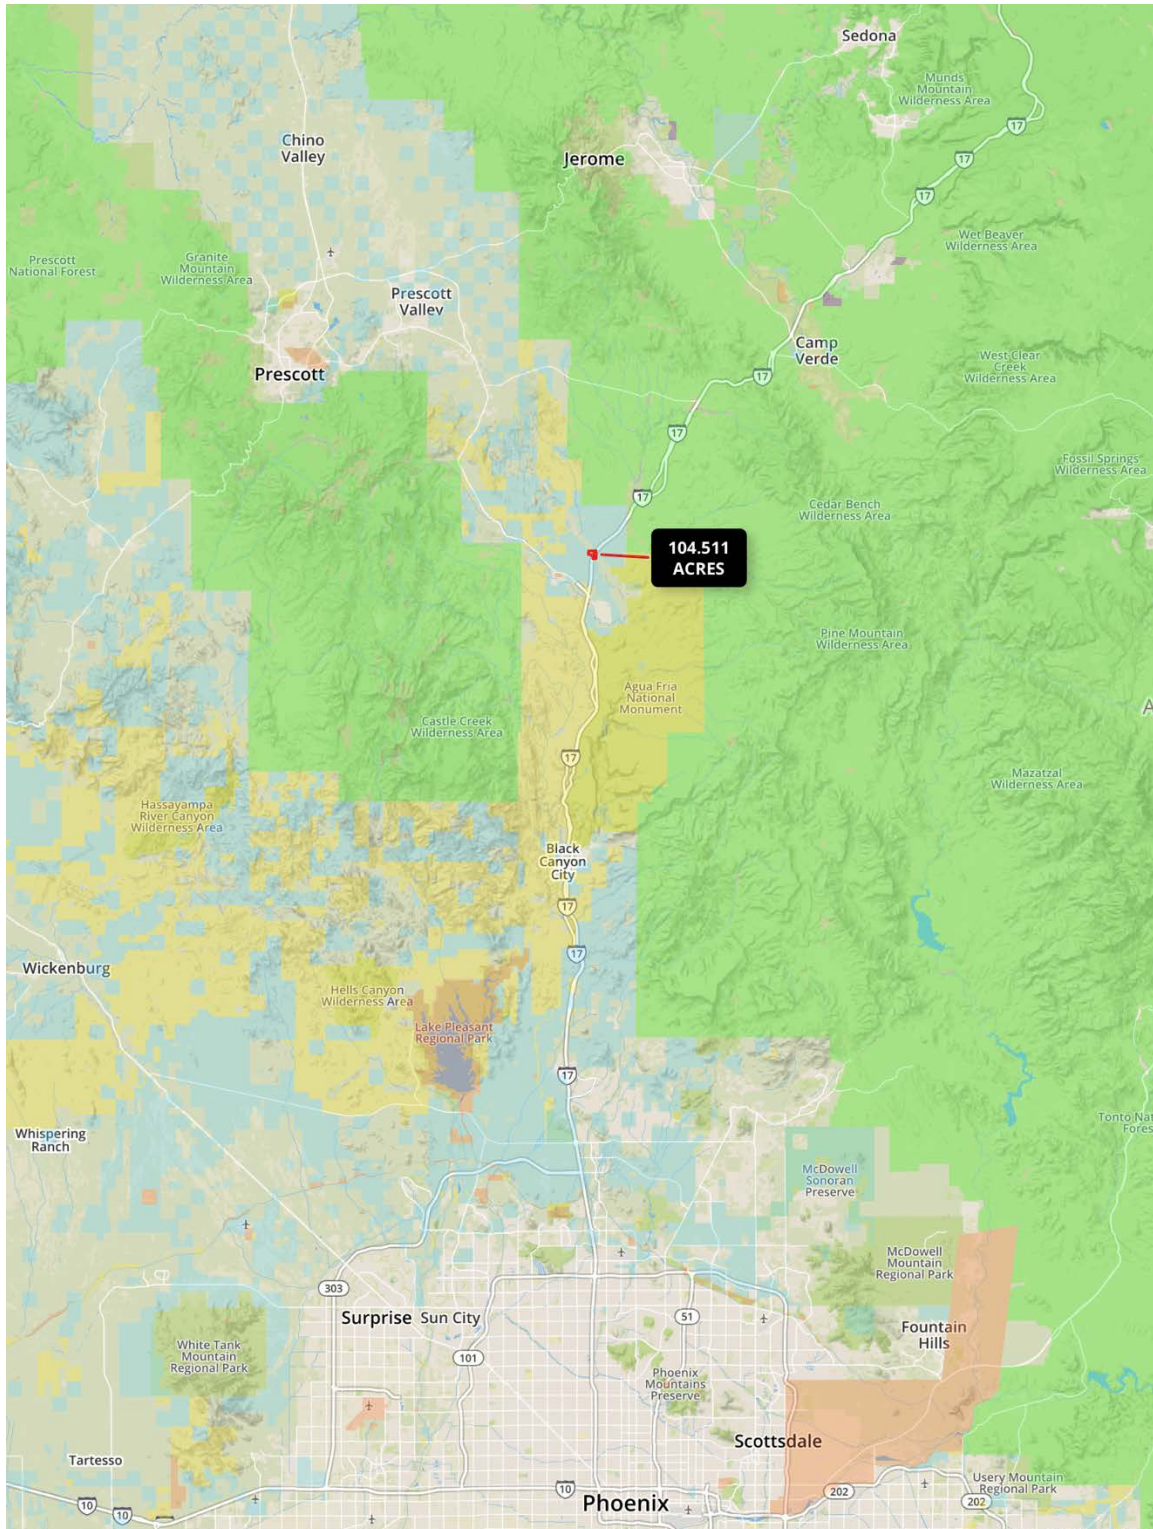 Sedona
Munds
Mountain
Wilderness Area
17
Chino
Valley
Jerome
17
17
Wet Beaver
Wilderness Area
Prescott
National Forest
Granite
Mountain
Wilderness Area
Prescott
Valley
Camp
Verde
West Clear
Creek
Wilderness Area
Prescott
17
17
Fossil Springs
Wilderness Area
17
Cedar Bench
Wilderness Area
104.511
ACRES
Pine Mountain
Wilderness Area
Agua Fria
National
Monument
A
Castle Creek
Wilderness Area
17
Mazatzal
Wilderness Area
Hassayampa
River Canyon
Wilderness Area
Black
Canyon
City
17
17
Wickenburg
Hells Canyon
Wilderness Area
Lake Pleasant
Regional Park
17
Tonto Nat
Fores
Whispering
Ranch
McDowell
Sonoran
Preserve
McDowell
Mountain
Regional Park
303
Surprise
Sun City
51
Fountain
Hills
White Tank
Mountain
Regional Park
101
Phoenix
Mountains
Preserve
Scottsdale
Tartesso
Usery Mountain
Regional Park
10
10
10
Phoenix
202
202